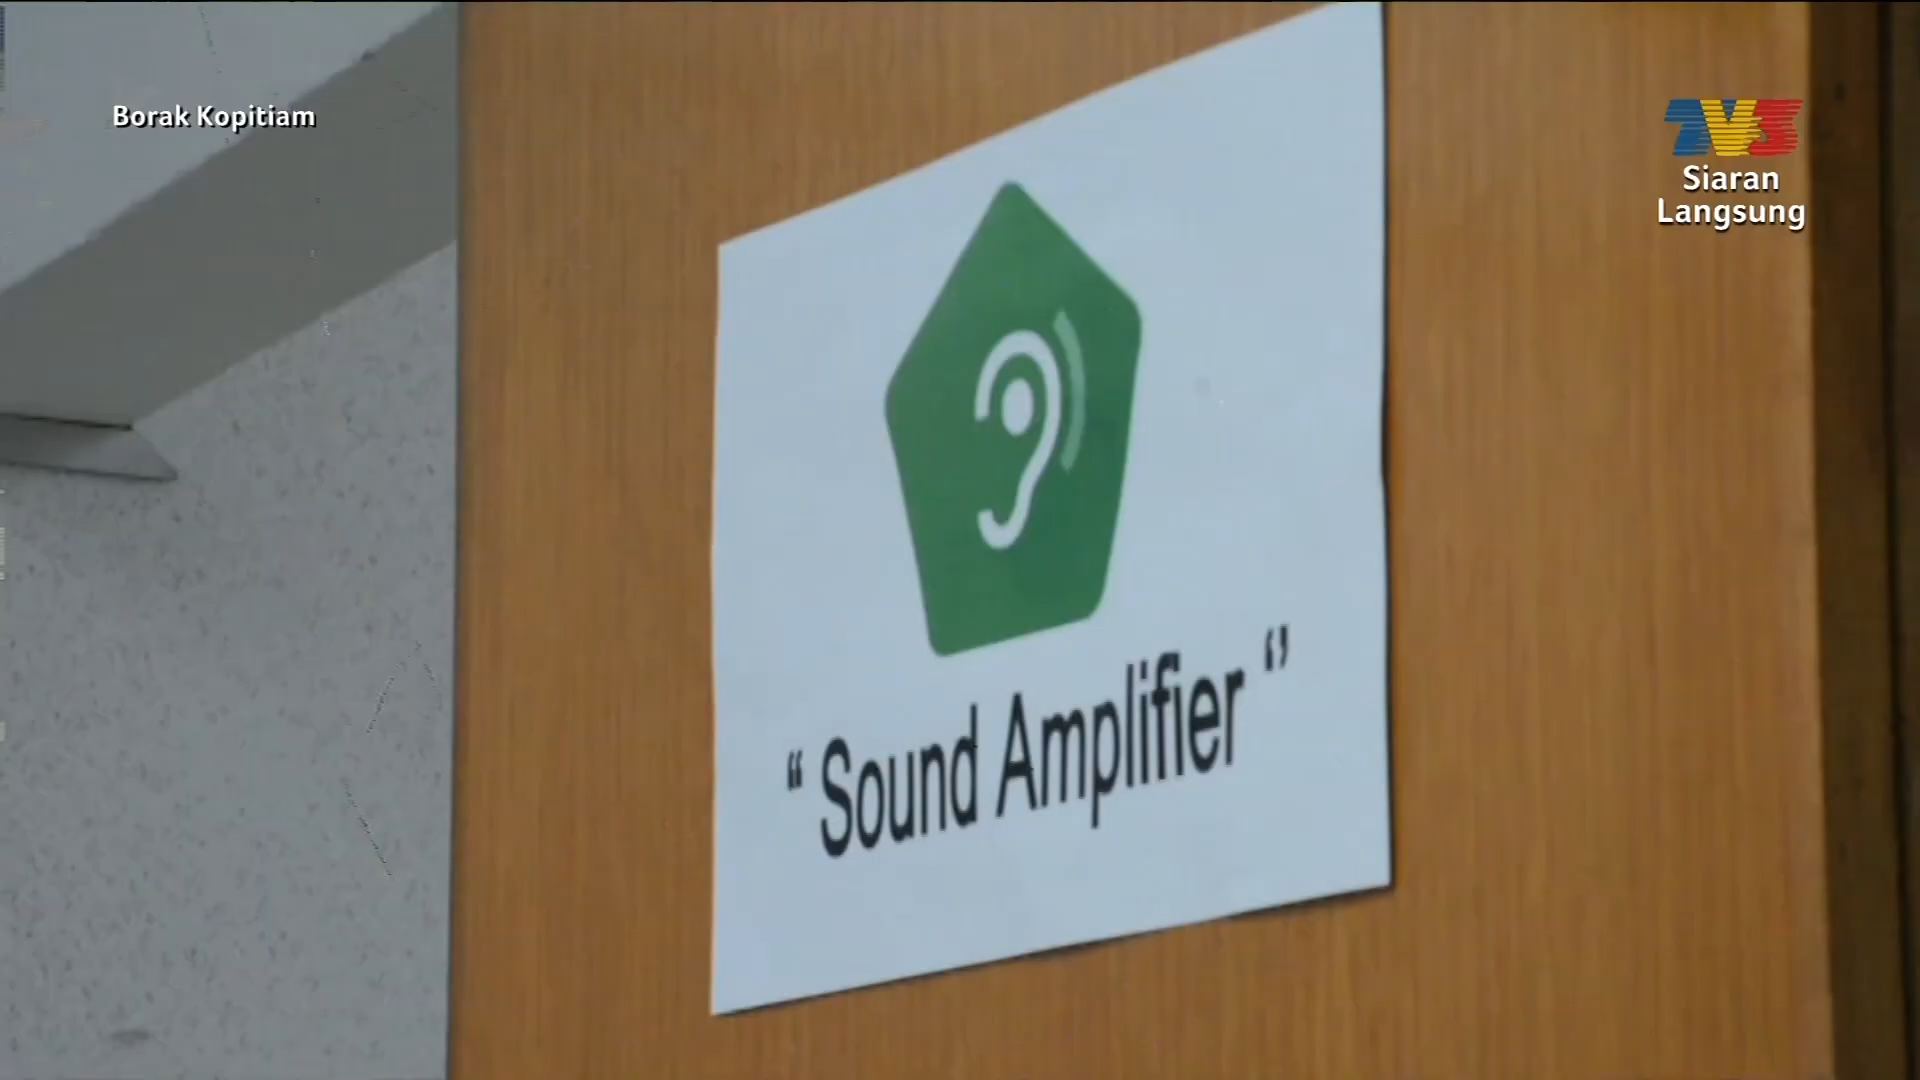 Borak Kopitiam
TV3
Siaran
Langsung
“ Sound Amplifier ‘’